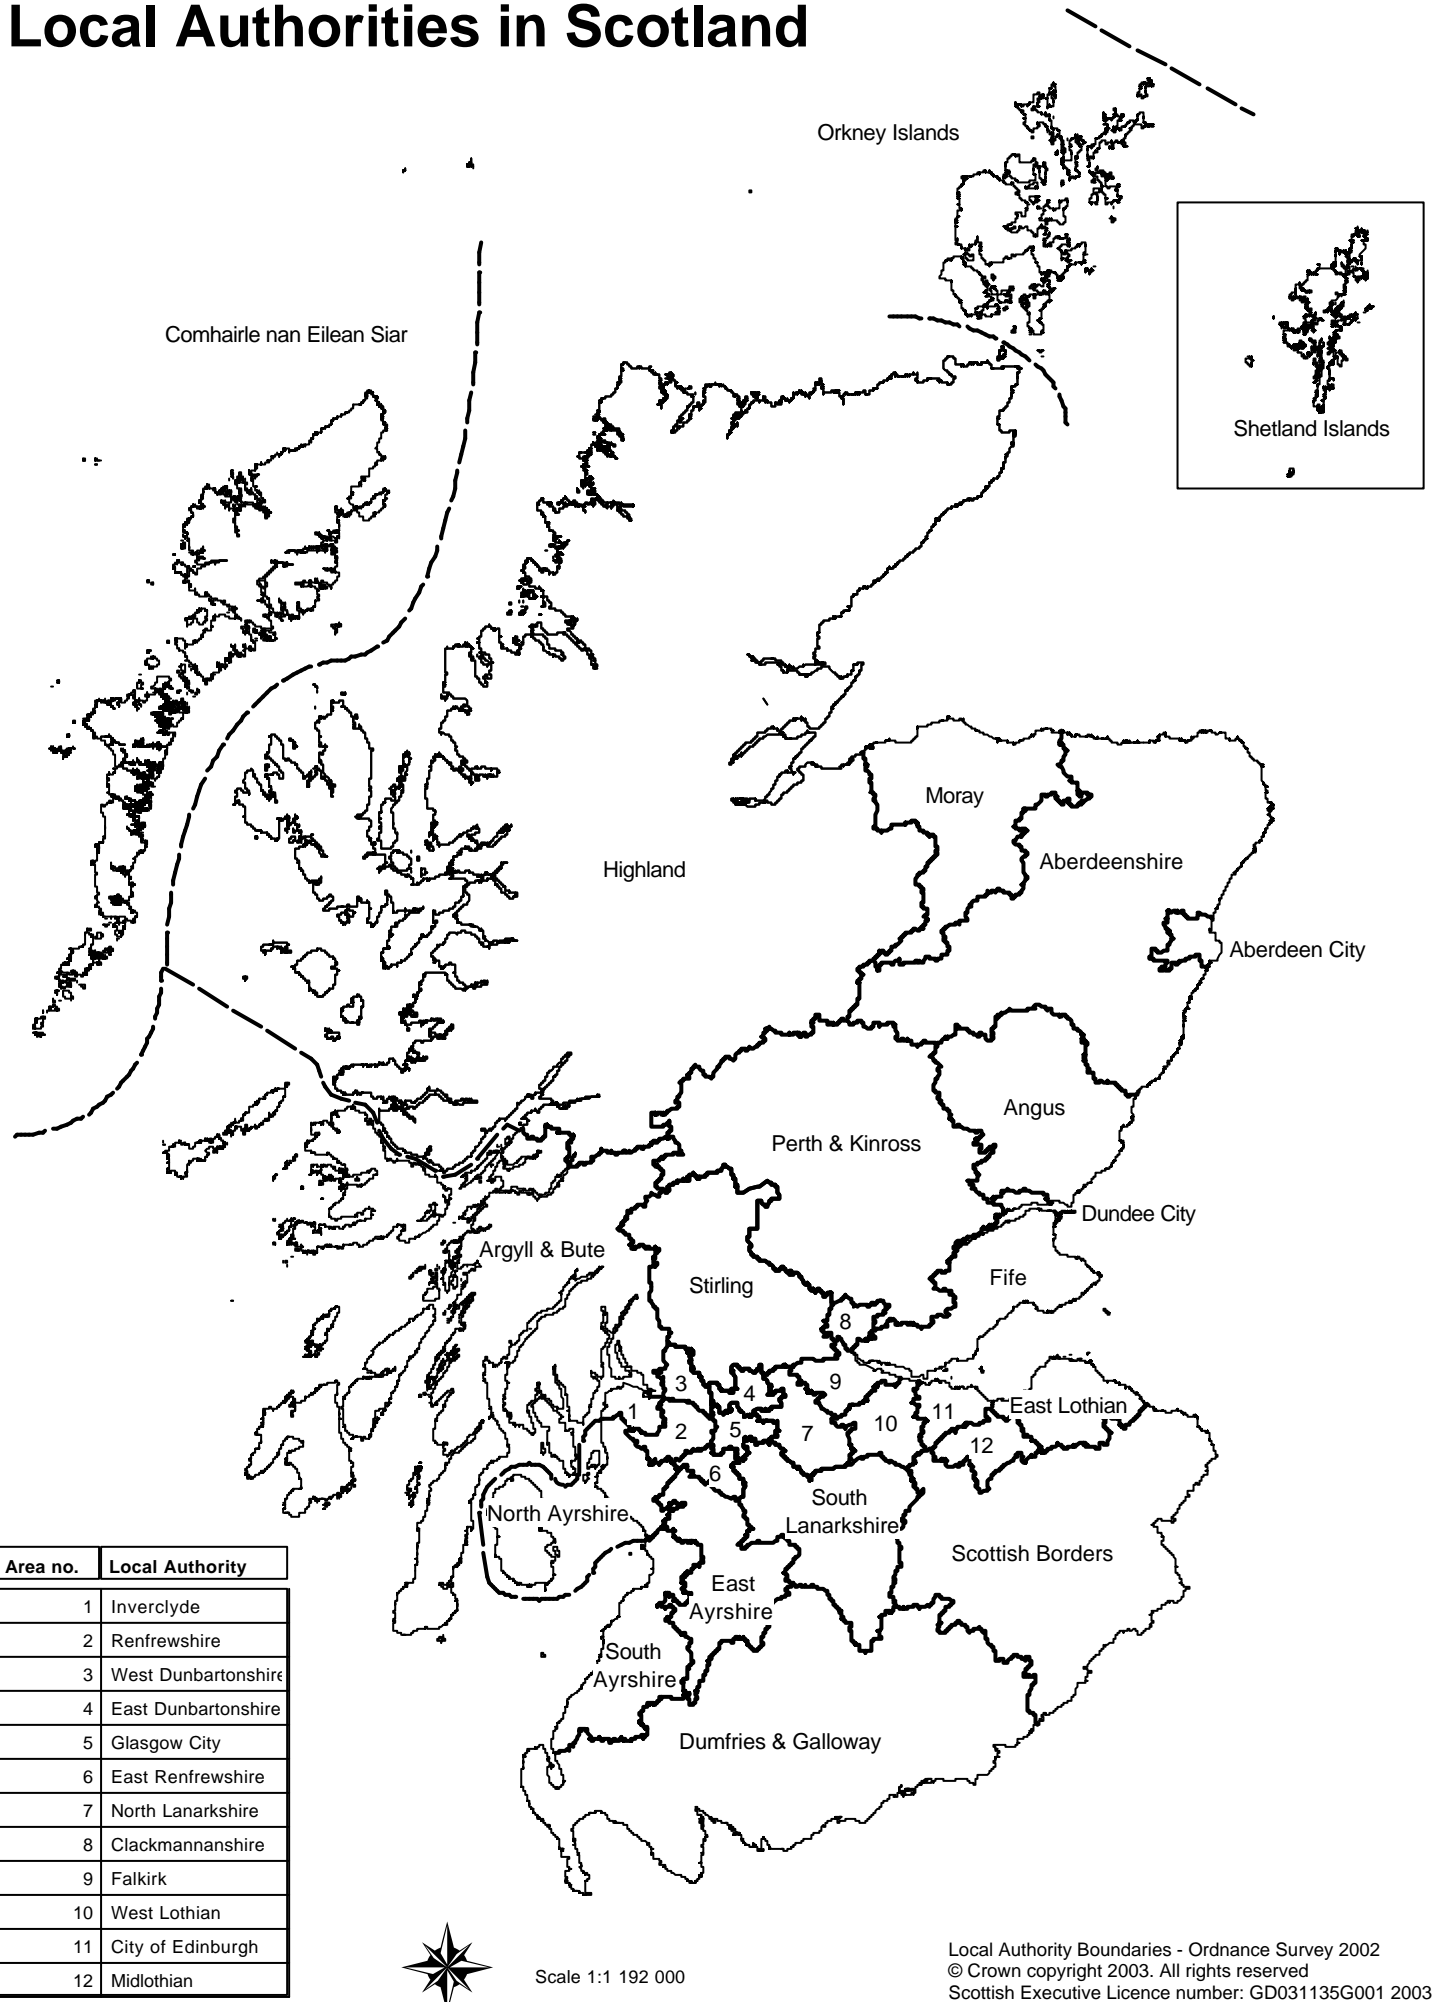 Local Authorities in Scotland
Orkney Islands
Comhairle nan Eilean Siar
Shetland Islands
Moray
Highland
Aberdeenshire
Aberdeen City
Angus
Perth & Kinross
Dundee City
Argyll & Bute
Fife
Stirling
8
3
4
9
1
2
5
7
10
11
East Lothian
12
6
North Ayrshire
South
Lanarkshire
Scottish Borders
East
Ayrshire
South
Ayrshire
Dumfries & Galloway
Area no. Local Authority
1 Inverclyde
2 Renfrewshire
3 West Dunbartonshire
4 East Dunbartonshire
5 Glasgow City
6 East Renfrewshire
7 North Lanarkshire
8 Clackmannanshire
9 Falkirk
10 West Lothian
11 City of Edinburgh
12 Midlothian
Scale 1:1 192 000
Local Authority Boundaries - Ordnance Survey 2002
© Crown copyright 2003. All rights reserved
Scottish Executive Licence number: GD031135G001 2003